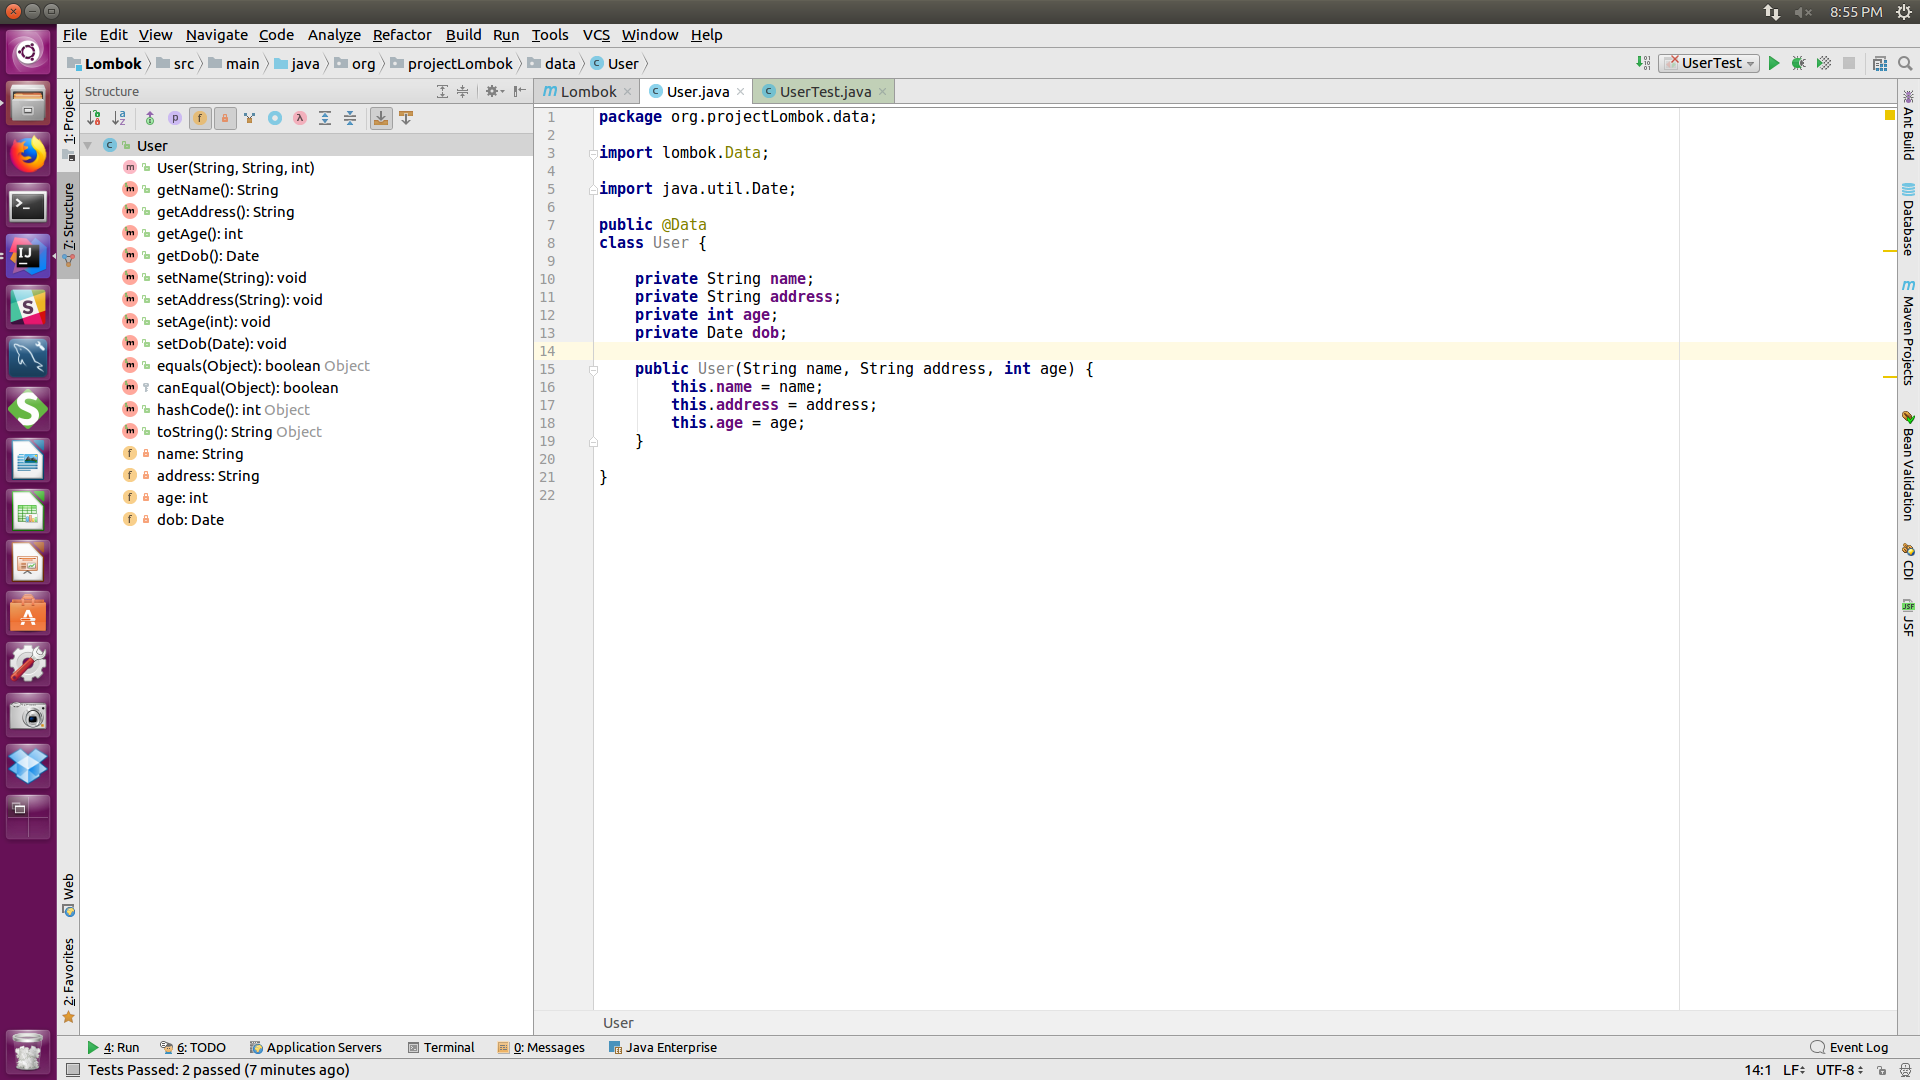 8:55 PM
File Edit View Navigate Code Analyze Refactor Build Run Tools VCS Window Help
Lombok src main java org projectLombok data User
UserTest
1: Project
7: Structure
Web
2: Favorites
Structure
User
User(String, String, int)
getName(): String
getAddress(): String
getAge(): int
getDob(): Date
setName(String): void
setAddress(String): void
setAge(int): void
setDob(Date): void
equals(Object): boolean Object
canEqual(Object): boolean
hashCode(): int Object
toString(): String Object
name: String
address: String
age: int
dob: Date
Lombok User.java UserTest.java
1 package org.projectLombok.data;
2
3 import lombok.Data;
4
5 import java.util.Date;
6
7 public @Data
8 class User {
9
10 private String name;
11 private String address;
12 private int age;
13 private Date dob;
14
15 public User(String name, String address, int age) {
16 this.name = name;
17 this.address = address;
18 this.age = age;
19 }
20
21 }
22
User
Ant Build
Database
Maven Projects
Bean Validation
CDI
JSF
4: Run 6: TODO Application Servers Terminal 0: Messages Java Enterprise Event Log
Tests Passed: 2 passed (7 minutes ago) 14:1 LF UTF-8